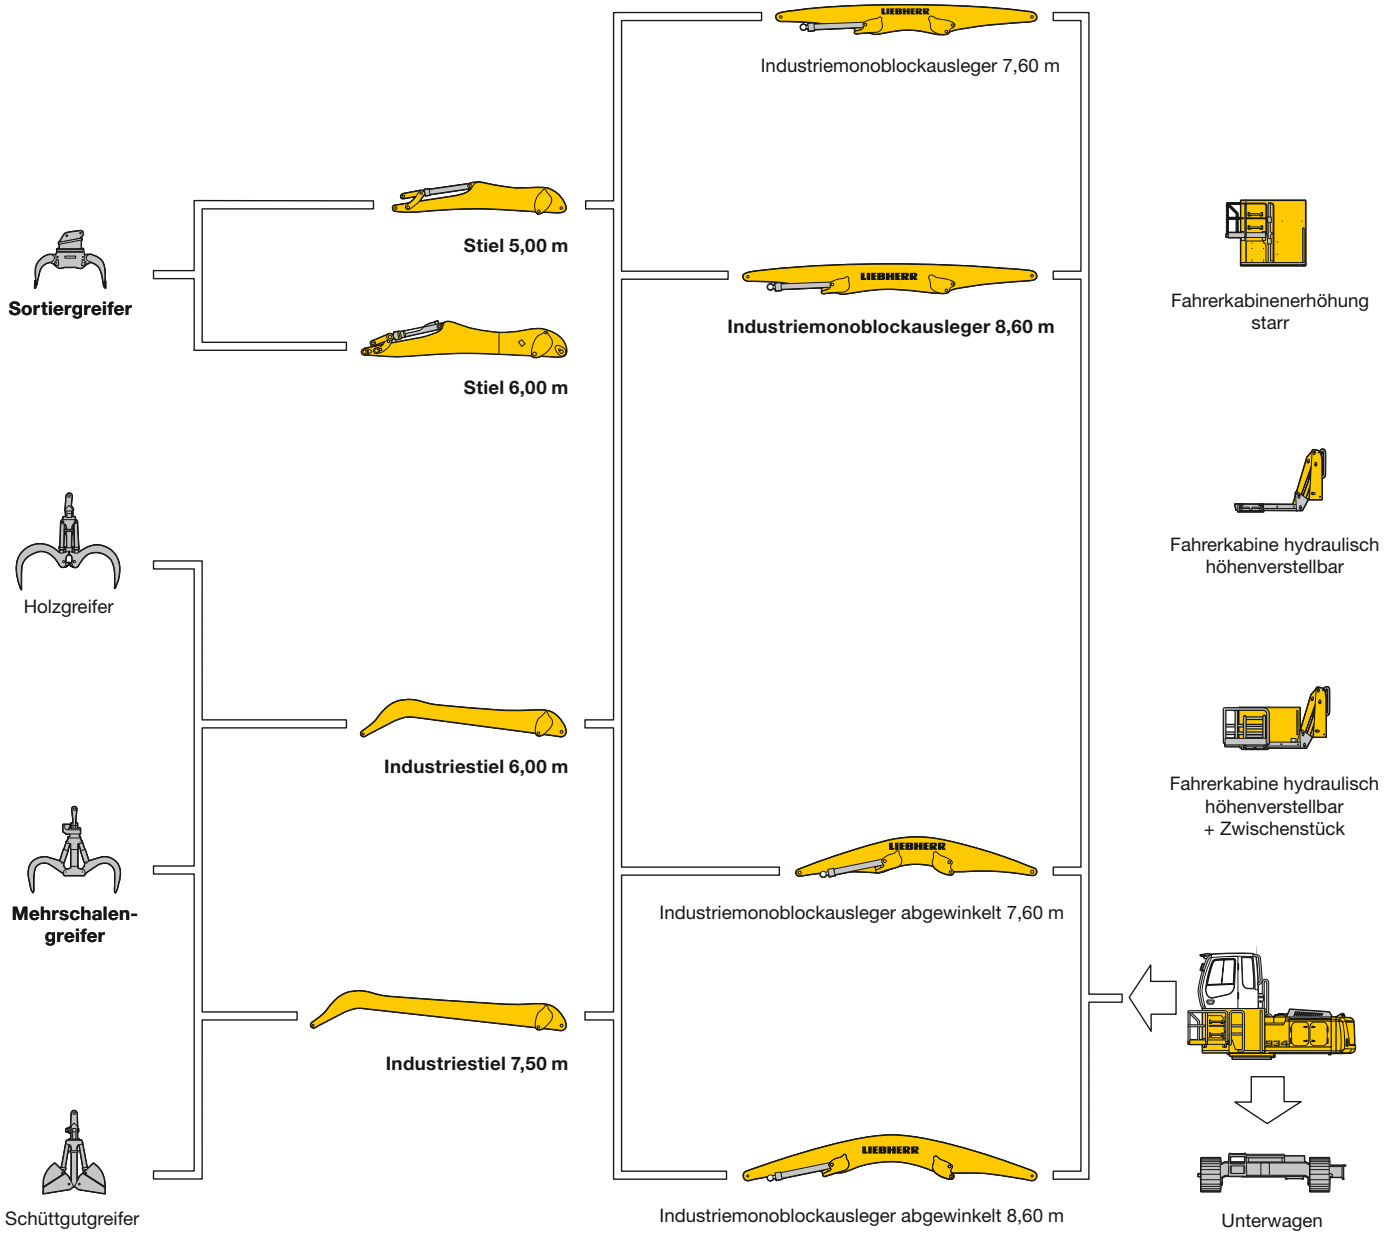 LIEBHERR
Industriemonoblockausleger 7,60 m
Stiel 5,00 m
Sortiergreifer
LIEBHERR
Industriemonoblockausleger 8,60 m
Fahrerkabinenerhöhung
starr
Stiel 6,00 m
Holzgreifer
Fahrerkabine hydraulisch
höhenverstellbar
Industriestiel 6,00 m
Fahrerkabine hydraulisch
höhenverstellbar
+ Zwischenstück
Mehrschalen-
greifer
LIEBHERR
Industriemonoblockausleger abgewinkelt 7,60 m
Industriestiel 7,50 m
934
Schüttgutgreifer
LIEBHERR
Industriemonoblockausleger abgewinkelt 8,60 m
Unterwagen